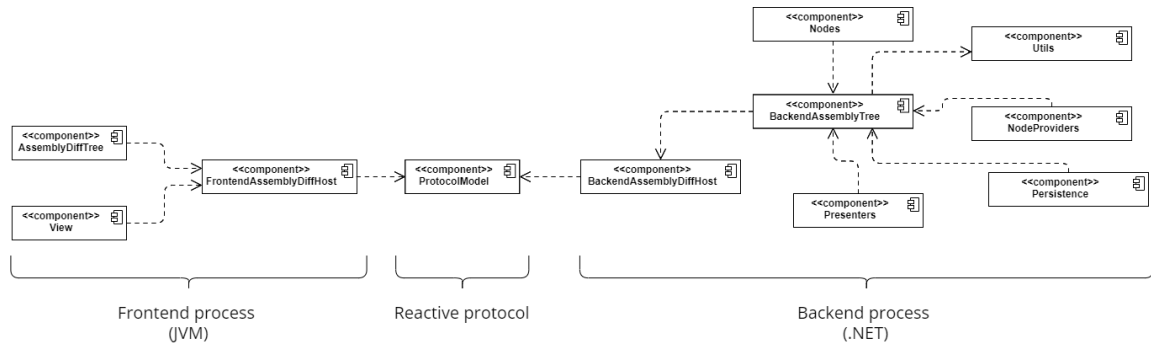 <<component>>
Nodes
<<component>>
Utils
<<component>>
BackendAssemblyTree
<<component>>
NodeProviders
<<component>>
AssemblyDiffTree
<<component>>
FrontendAssemblyDiffHost
<<component>>
ProtocolModel
<<component>>
BackendAssemblyDiffHost
<<component>>
Persistence
<<component>>
View
<<component>>
Presenters
Frontend process
(JVM)
Reactive protocol
Backend process
(.NET)